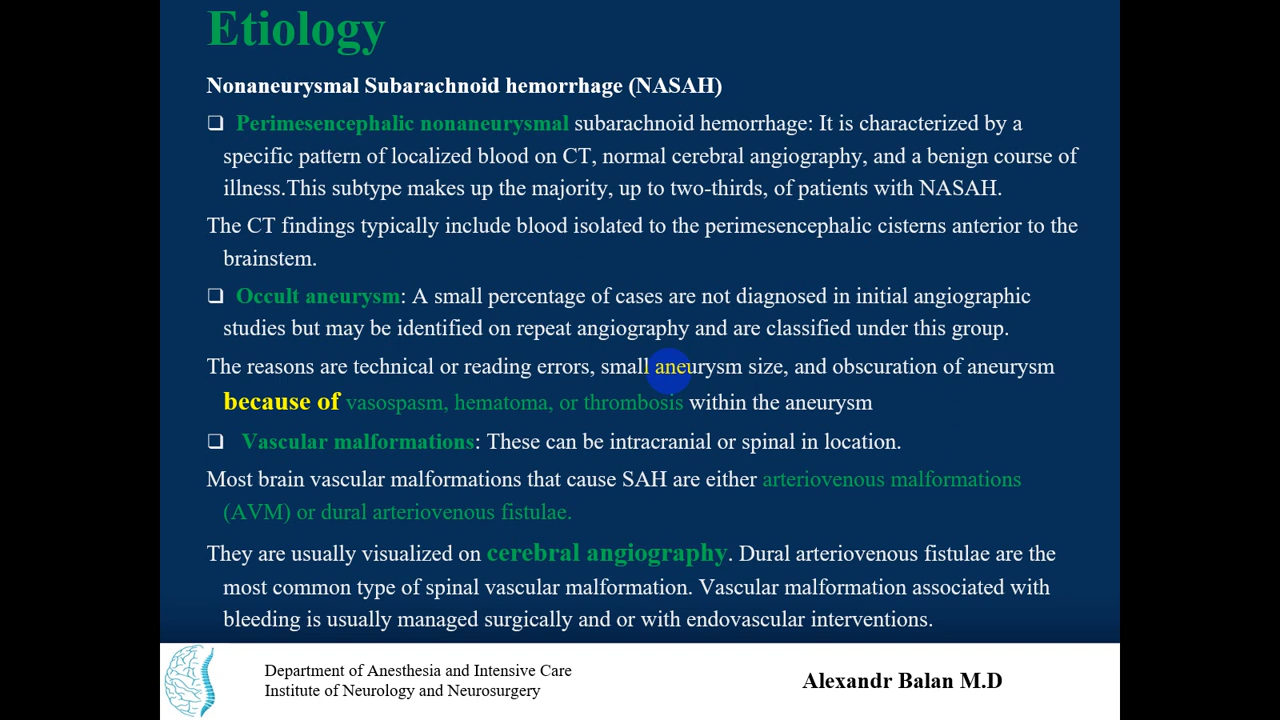 Etiology
Nonaneurysmal Subarachnoid hemorrhage (NASAH)
❑ Perimesencephalic nonaneurysmal subarachnoid hemorrhage: It is characterized by a
specific pattern of localized blood on CT, normal cerebral angiography, and a benign course of
illness.This subtype makes up the majority, up to two-thirds, of patients with NASAH.
The CT findings typically include blood isolated to the perimesencephalic cisterns anterior to the
brainstem.
❑ Occult aneurysm: A small percentage of cases are not diagnosed in initial angiographic
studies but may be identified on repeat angiography and are classified under this group.
The reasons are technical or reading errors, small aneurysm size, and obscuration of aneurysm
because of vasospasm, hematoma, or thrombosis within the aneurysm
❑ Vascular malformations: These can be intracranial or spinal in location.
Most brain vascular malformations that cause SAH are either arteriovenous malformations
(AVM) or dural arteriovenous fistulae.
They are usually visualized on cerebral angiography. Dural arteriovenous fistulae are the
most common type of spinal vascular malformation. Vascular malformation associated with
bleeding is usually managed surgically and or with endovascular interventions.
Department of Anesthesia and Intensive Care
Institute of Neurology and Neurosurgery
Alexandr Balan M.D